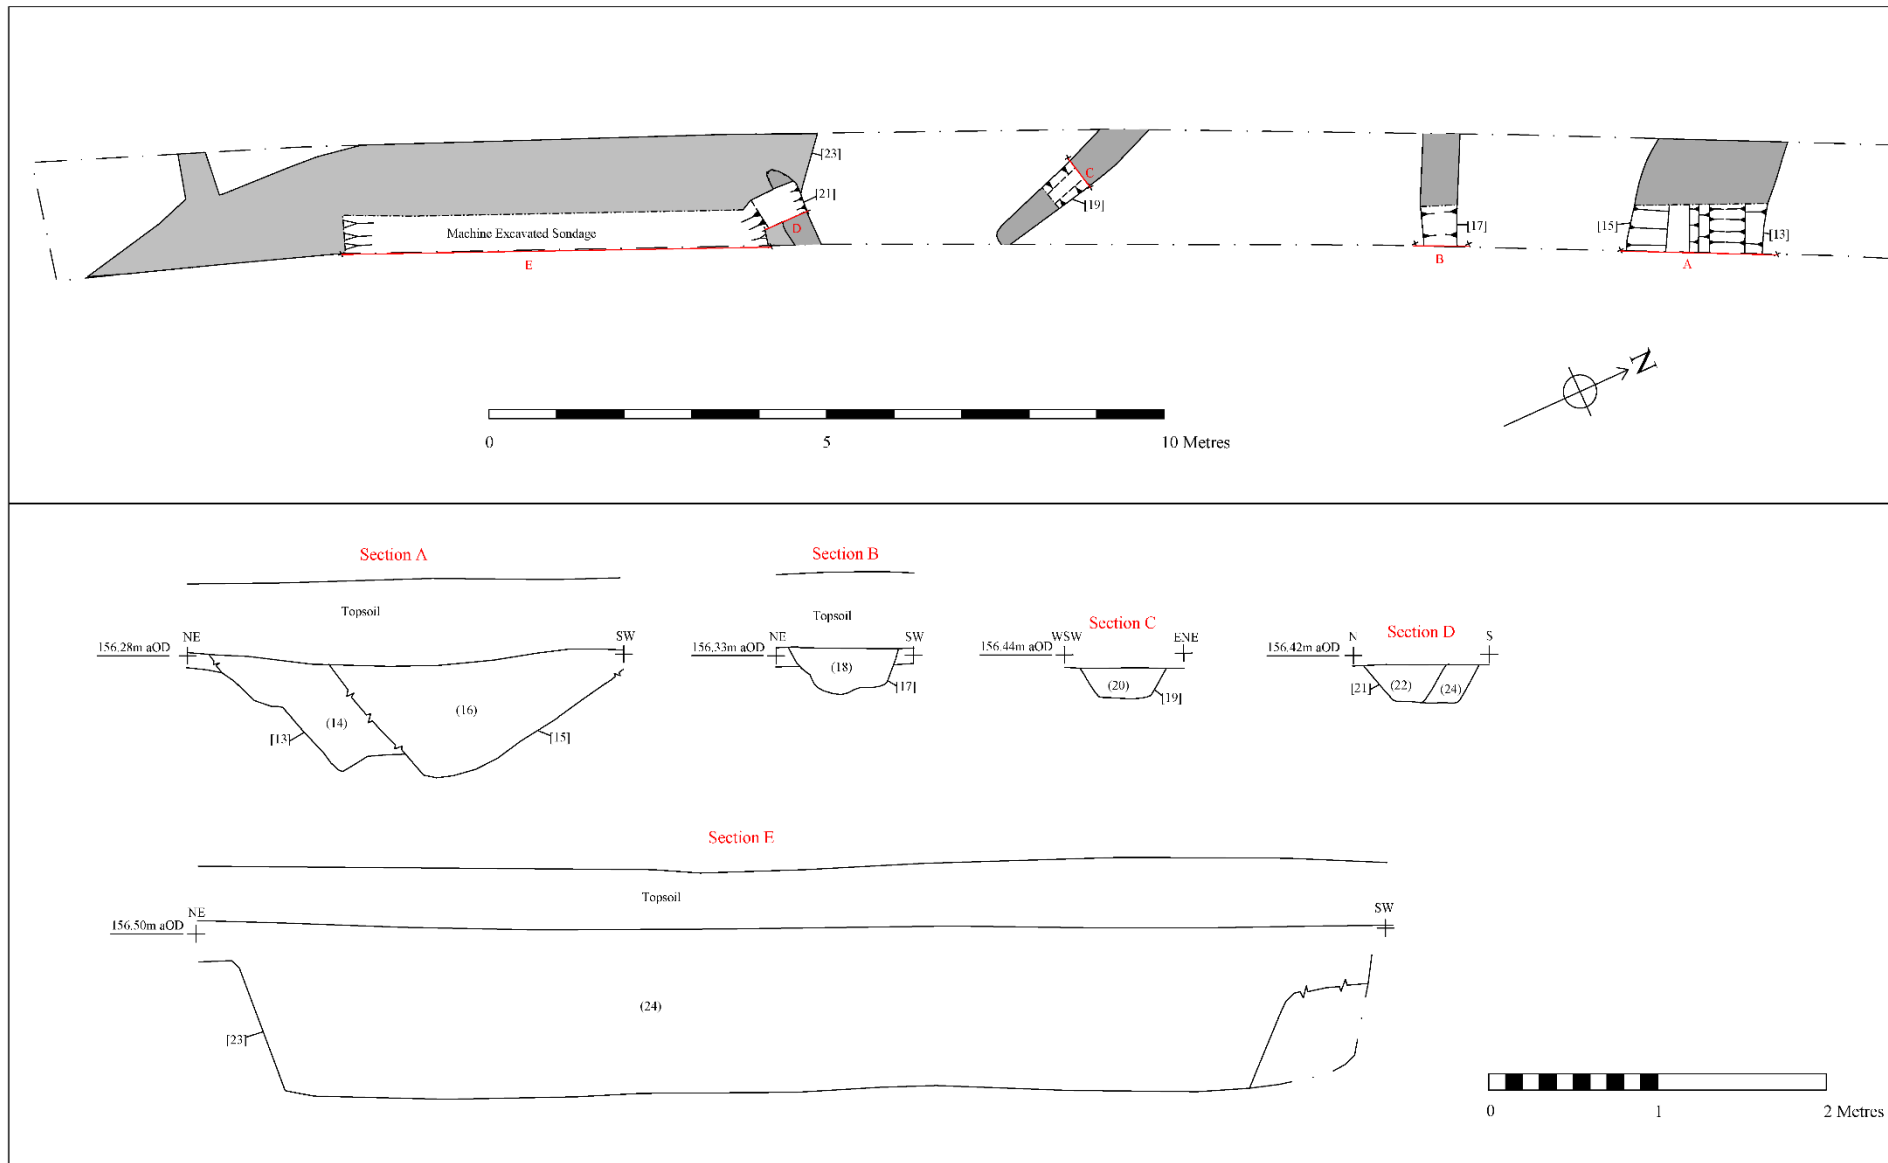 [23]
[21]
C
[19]
[17]
[15]
[13]
Machine Excavated Sondage
D
E
B
A
N
0 5 10 Metres
Section A
Section B
Topsoil
Topsoil
Section C
Section D
NE
SW
156.28m aOD
NE
SW
156.33m aOD
WSW
ENE
156.44m aOD
N
S
156.42m aOD
(18)
[17]
(20)
[19]
[21]
(22)
(24)
(14)
(16)
[13]
[15]
Section E
Topsoil
NE
SW
156.50m aOD
(24)
[23]
0 1 2 Metres